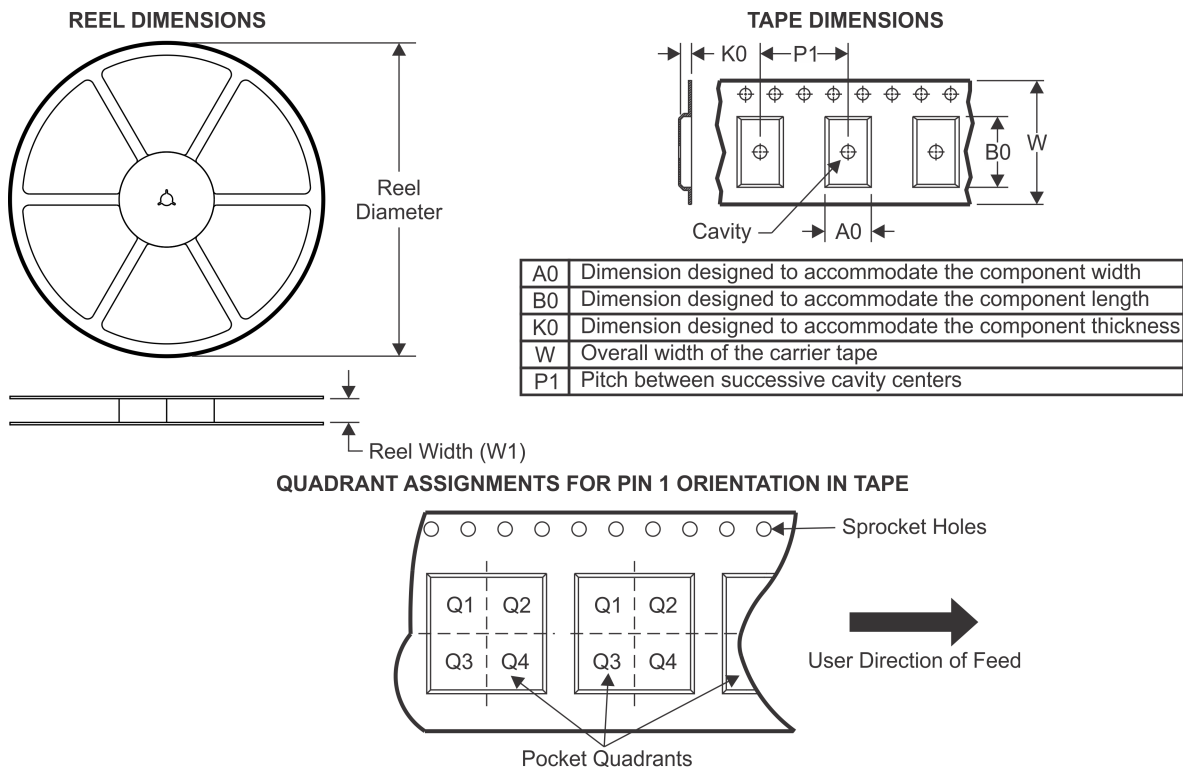 REEL DIMENSIONS
Reel
Diameter
Reel Width (W1)
TAPE DIMENSIONS
K0
P1
W
B0
Cavity
A0
A0 Dimension designed to accommodate the component width
B0 Dimension designed to accommodate the component length
K0 Dimension designed to accommodate the component thickness
W Overall width of the carrier tape
P1 Pitch between successive cavity centers
QUADRANT ASSIGNMENTS FOR PIN 1 ORIENTATION IN TAPE
Sprocket Holes
Q1 Q2 Q1 Q2
Q3 Q4 Q3 Q4
User Direction of Feed
Pocket Quadrants